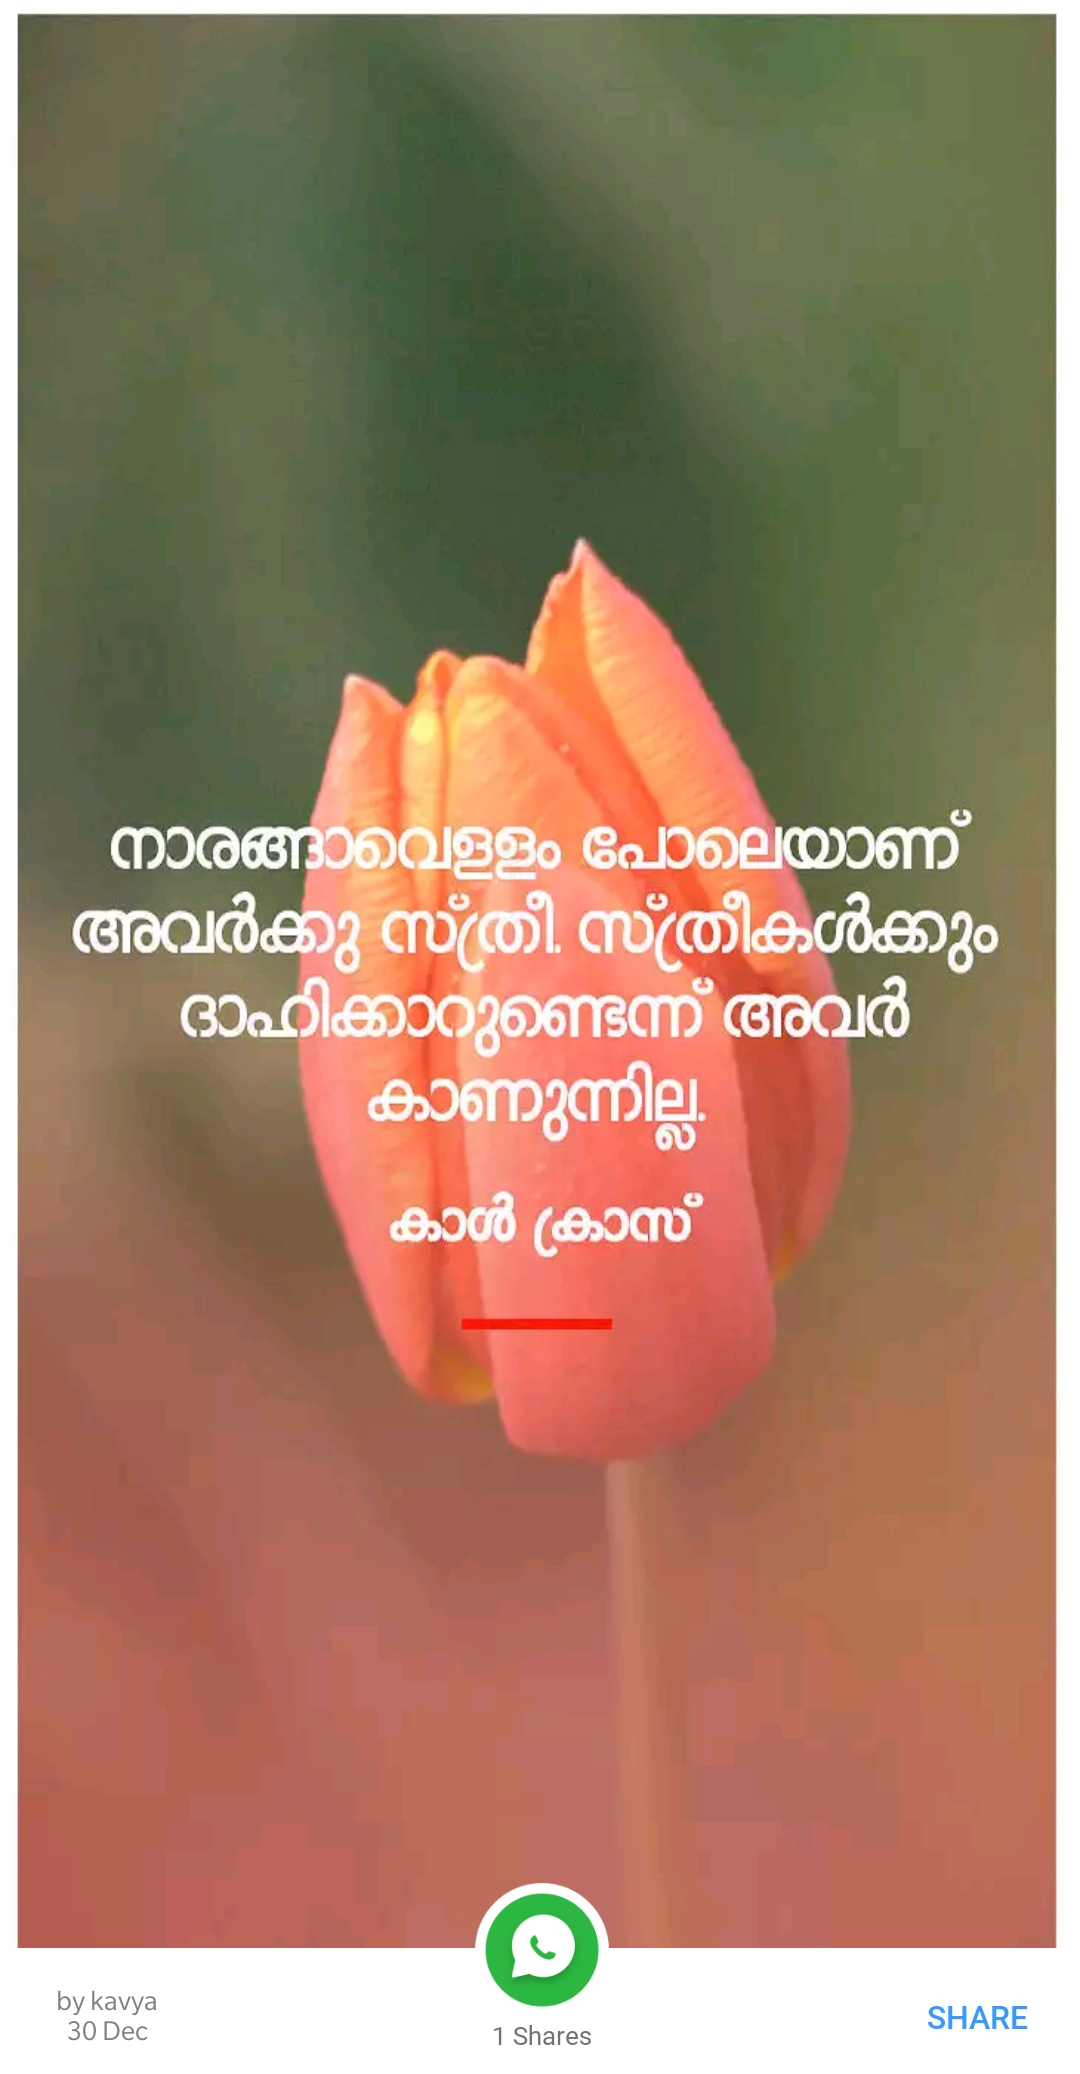 നാരങ്ങാവെള്ളം പോലെയാണ്
അവർക്കു സ്ത്രീ. സ്ത്രീകൾക്കും
ദാഹിക്കാറുണ്ടെന്ന് അവർ
കാണുന്നില്ല.
കാൾ ക്രാസ്
by kavya
30 Dec
1 Shares
SHARE